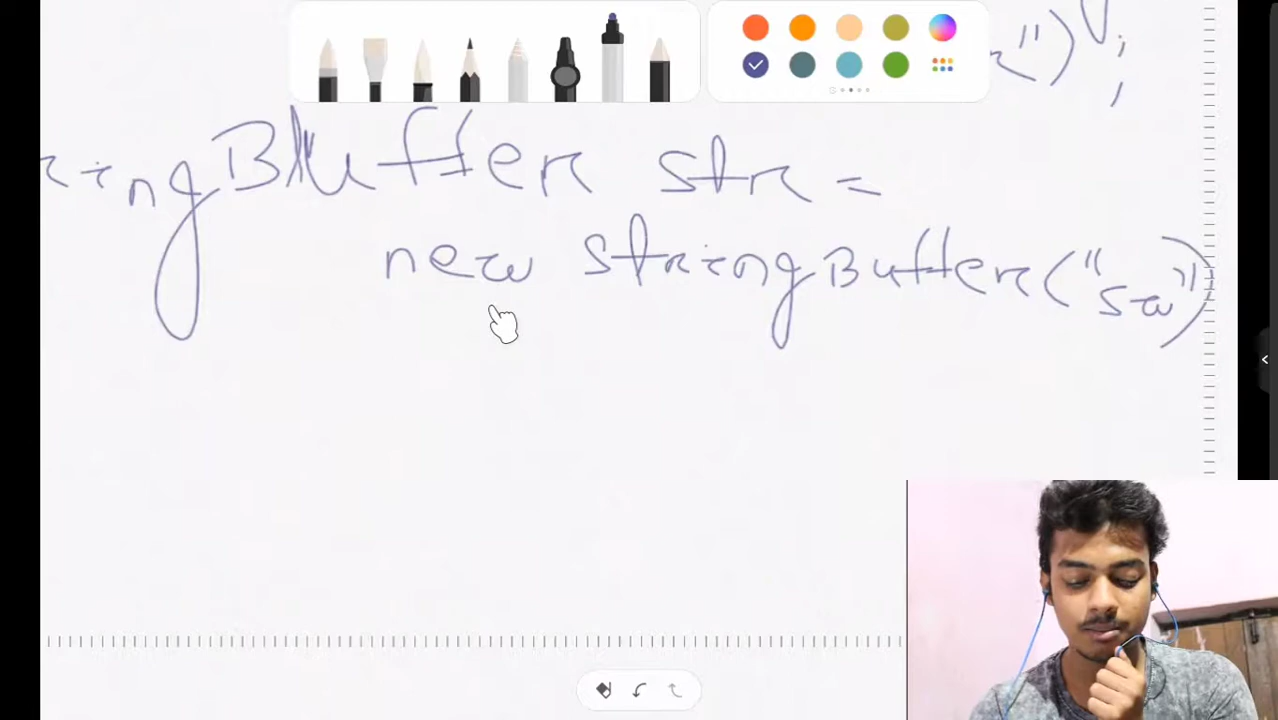 ");
ringBuffer str =
new stringBuffer("sw")